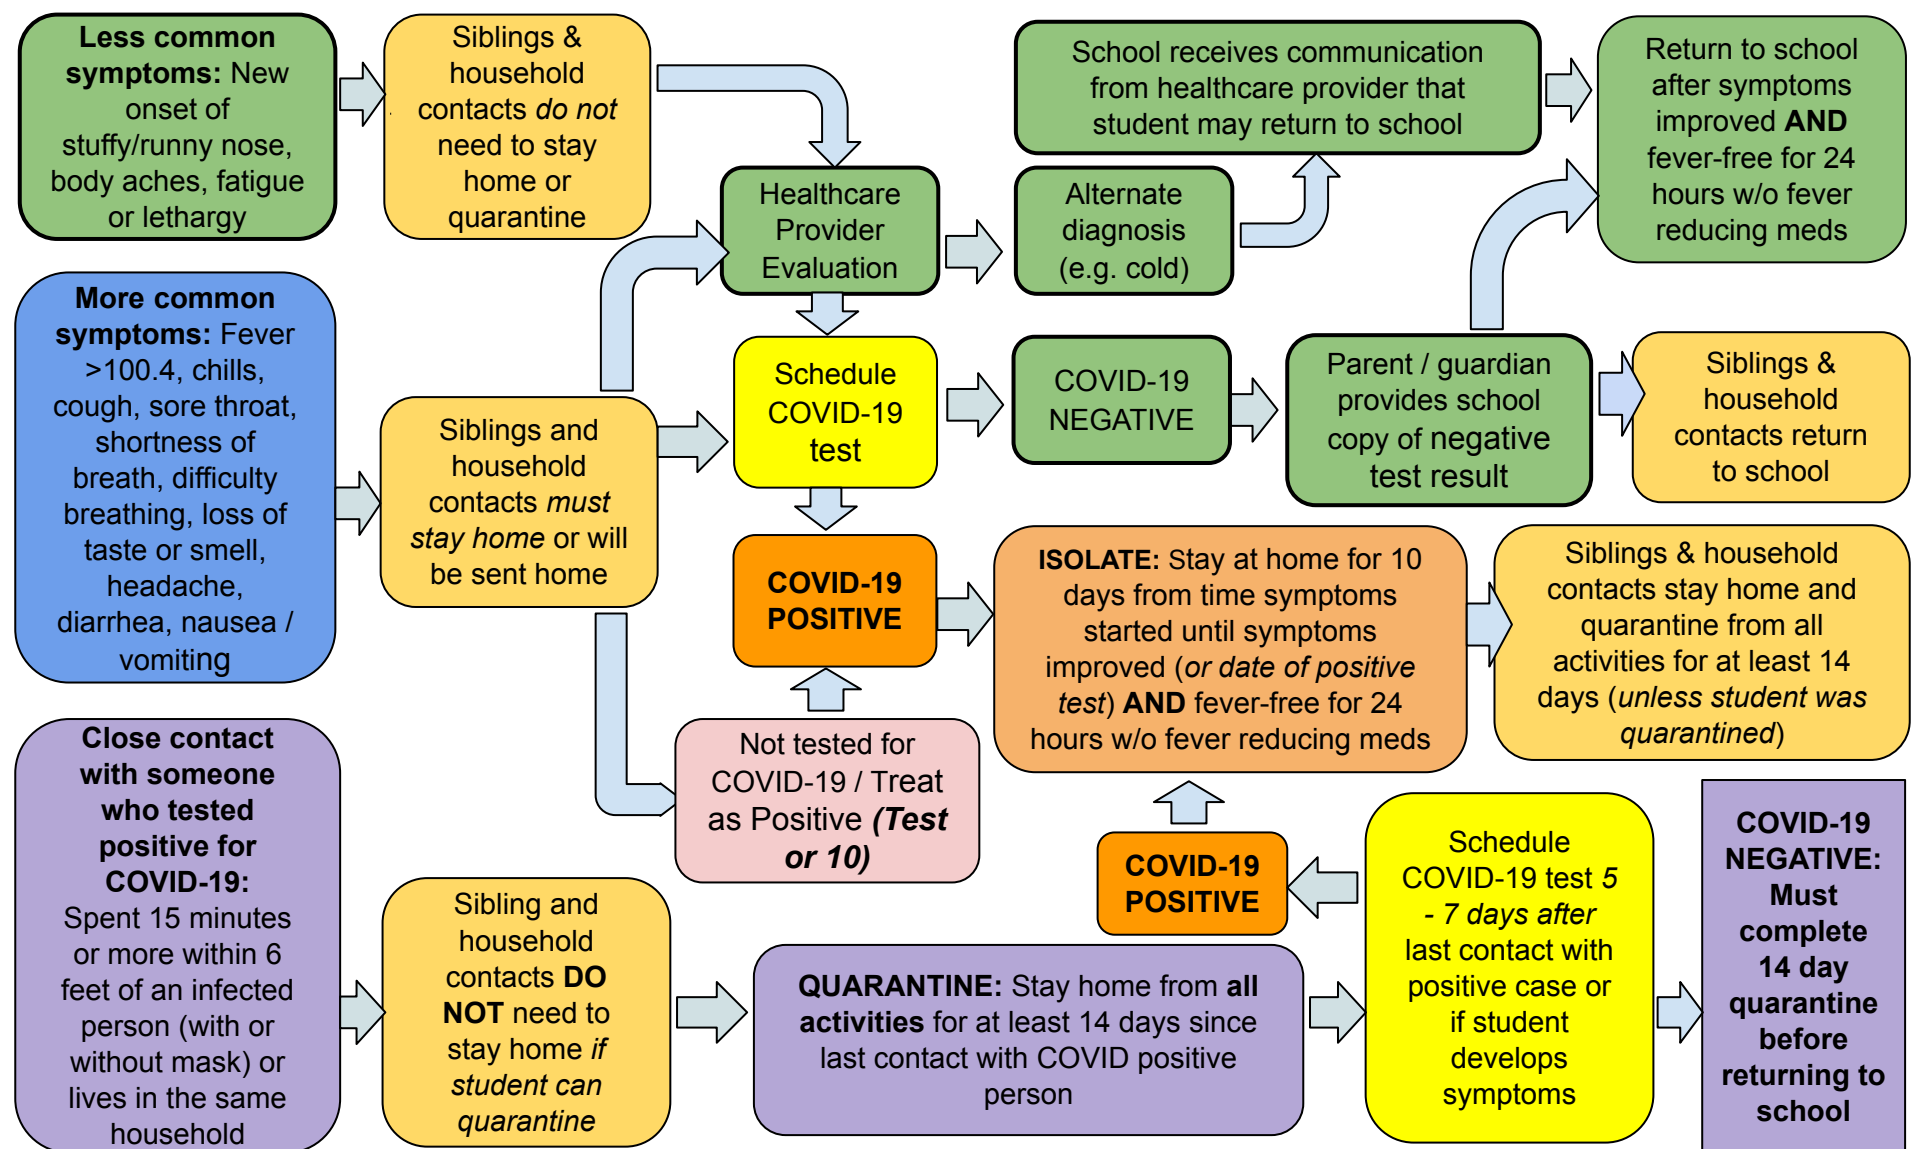 Less common
symptoms: New
onset of
stuffy/runny nose,
body aches, fatigue
or lethargy
Siblings &
household
contacts do not
need to stay
home or
quarantine
Healthcare
Provider
Evaluation
Alternate
diagnosis
(e.g. cold)
School receives communication
from healthcare provider that
student may return to school
Return to school
after symptoms
improved AND
fever-free for 24
hours w/o fever
reducing meds
More common
symptoms: Fever
>100.4, chills,
cough, sore throat,
shortness of
breath, difficulty
breathing, loss of
taste or smell,
headache,
diarrhea, nausea /
vomiting
Siblings and
household
contacts must
stay home or will
be sent home
Schedule
COVID-19
test
COVID-19
NEGATIVE
Parent / guardian
provides school
copy of negative
test result
Siblings &
household
contacts return
to school
COVID-19
POSITIVE
ISOLATE: Stay at home for 10
days from time symptoms
started until symptoms
improved (or date of positive
test) AND fever-free for 24
hours w/o fever reducing meds
Siblings & household
contacts stay home and
quarantine from all
activities for at least 14
days (unless student was
quarantined)
Not tested for
COVID-19 / Treat
as Positive (Test
or 10)
Close contact
with someone
who tested
positive for
COVID-19:
Spent 15 minutes
or more within 6
feet of an infected
person (with or
without mask) or
lives in the same
household
Sibling and
household
contacts DO
NOT need to
stay home if
student can
quarantine
QUARANTINE: Stay home from all
activities for at least 14 days since
last contact with COVID positive
person
COVID-19
POSITIVE
Schedule
COVID-19 test 5
- 7 days after
last contact with
positive case or
if student
develops
symptoms
COVID-19
NEGATIVE:
Must
complete
14 day
quarantine
before
returning to
school